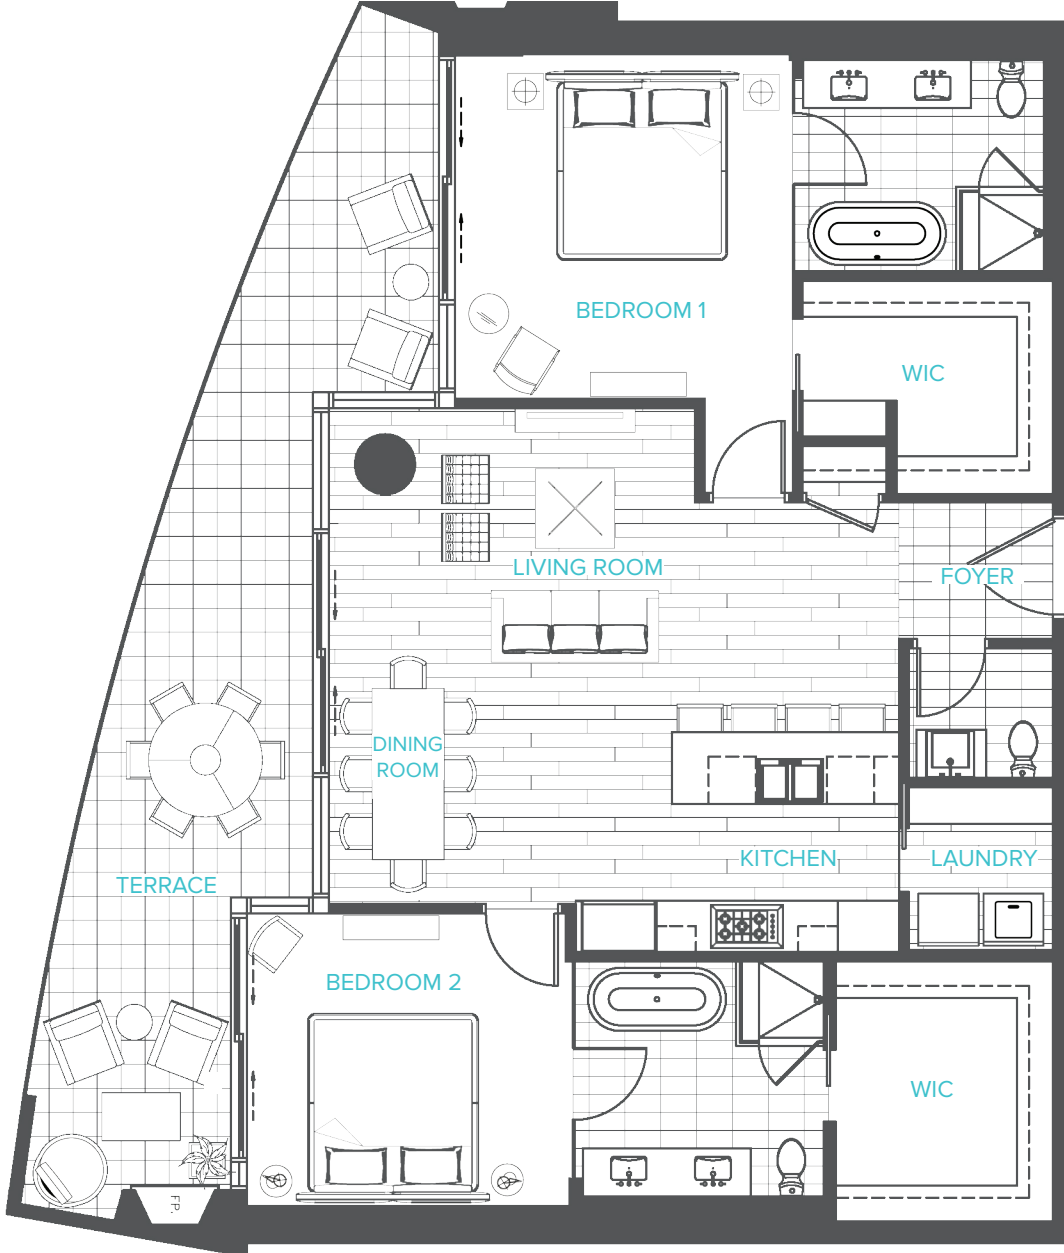 BEDROOM 1
WIC
LIVING ROOM
FOYER
DINING
ROOM
KITCHEN
LAUNDRY
TERRACE
BEDROOM 2
WIC
FP.